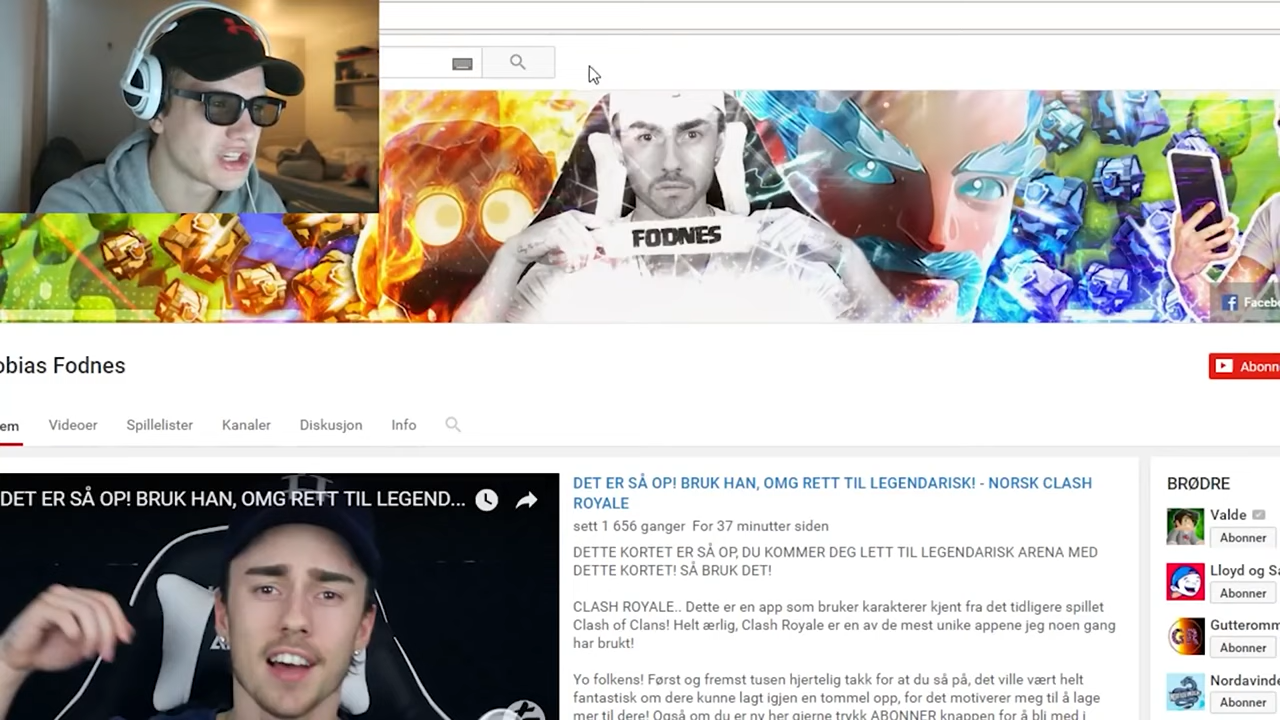 FODNES
Facebo
obias Fodnes
Abonn
em Videoer Spillelister Kanaler Diskusjon Info
DET ER SÅ OP! BRUK HAN, OMG RETT TIL LEGEND...
DET ER SÅ OP! BRUK HAN, OMG RETT TIL LEGENDARISK! - NORSK CLASH
ROYALE
sett 1 656 ganger For 37 minutter siden
DETTE KORTET ER SÅ OP, DU KOMMER DEG LETT TIL LEGENDARISK ARENA MED
DETTE KORTET! SÅ BRUK DET!
CLASH ROYALE.. Dette er en app som bruker karakterer kjent fra det tidligere spillet
Clash of Clans! Helt ærlig, Clash Royale er en av de mest unike appene jeg noen gang
har brukt!
Yo folkens! Først og fremst tusen hjertelig takk for at du så på, det ville vært helt
fantastisk om dere kunne lagt igjen en tommel opp, for det motiverer meg til å lage
mer til dere! Også om du er ny her gjerne trykk ABONNER knappen for å bli med i
BRØDRE
Valde
Abonner
Lloyd og Sa
Abonner
Gutteromm
Abonner
Nordavinde
Abonner